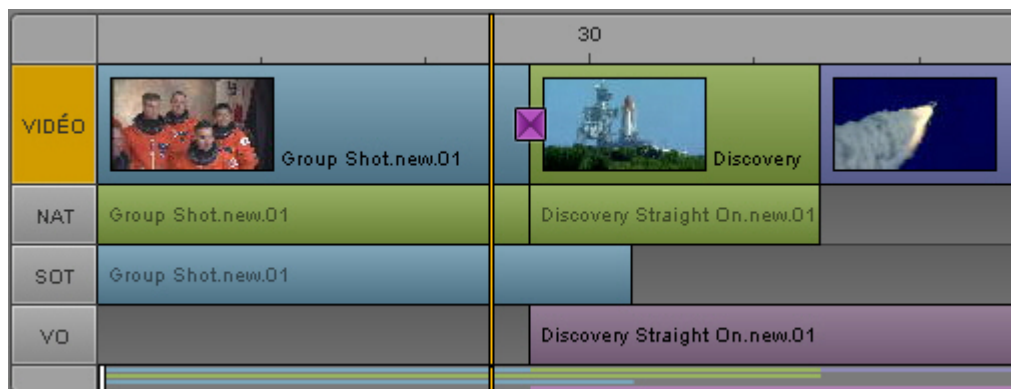 30
VIDÉO
Group Shot.new.01
Discovery
NAT
Group Shot.new.01
Discovery Straight On.new.01
SOT
Group Shot.new.01
VO
Discovery Straight On.new.01